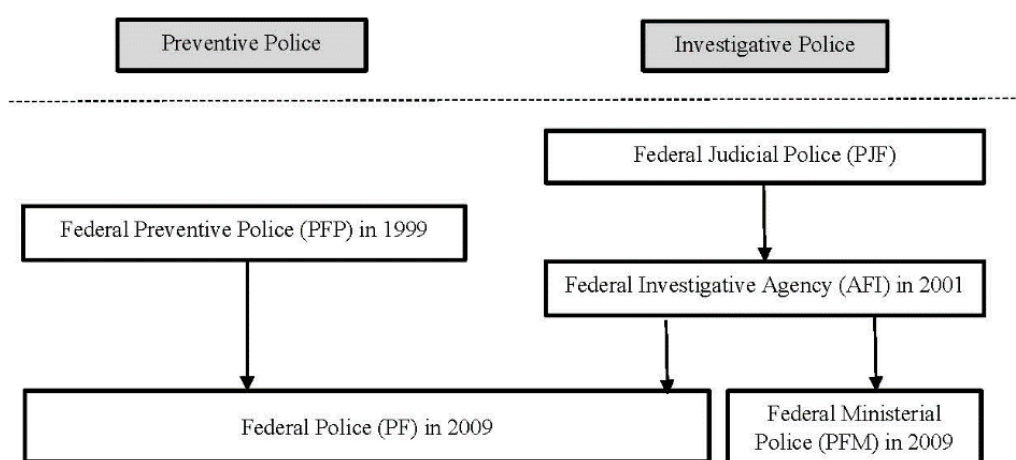 Preventive Police
Investigative Police
Federal Judicial Police (PJF)
Federal Preventive Police (PFP) in 1999
Federal Investigative Agency (AFI) in 2001
Federal Police (PF) in 2009
Federal Ministerial
Police (PFM) in 2009